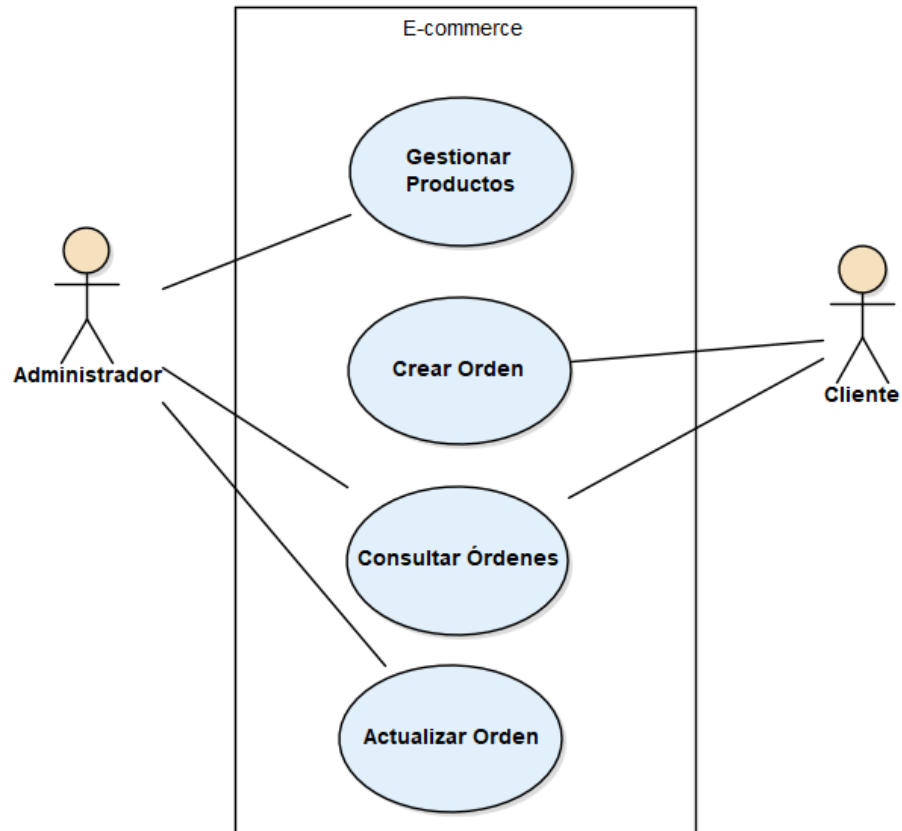 E-commerce
Gestionar
Productos
Administrador
Crear Orden
Cliente
Consultar Órdenes
Actualizar Orden